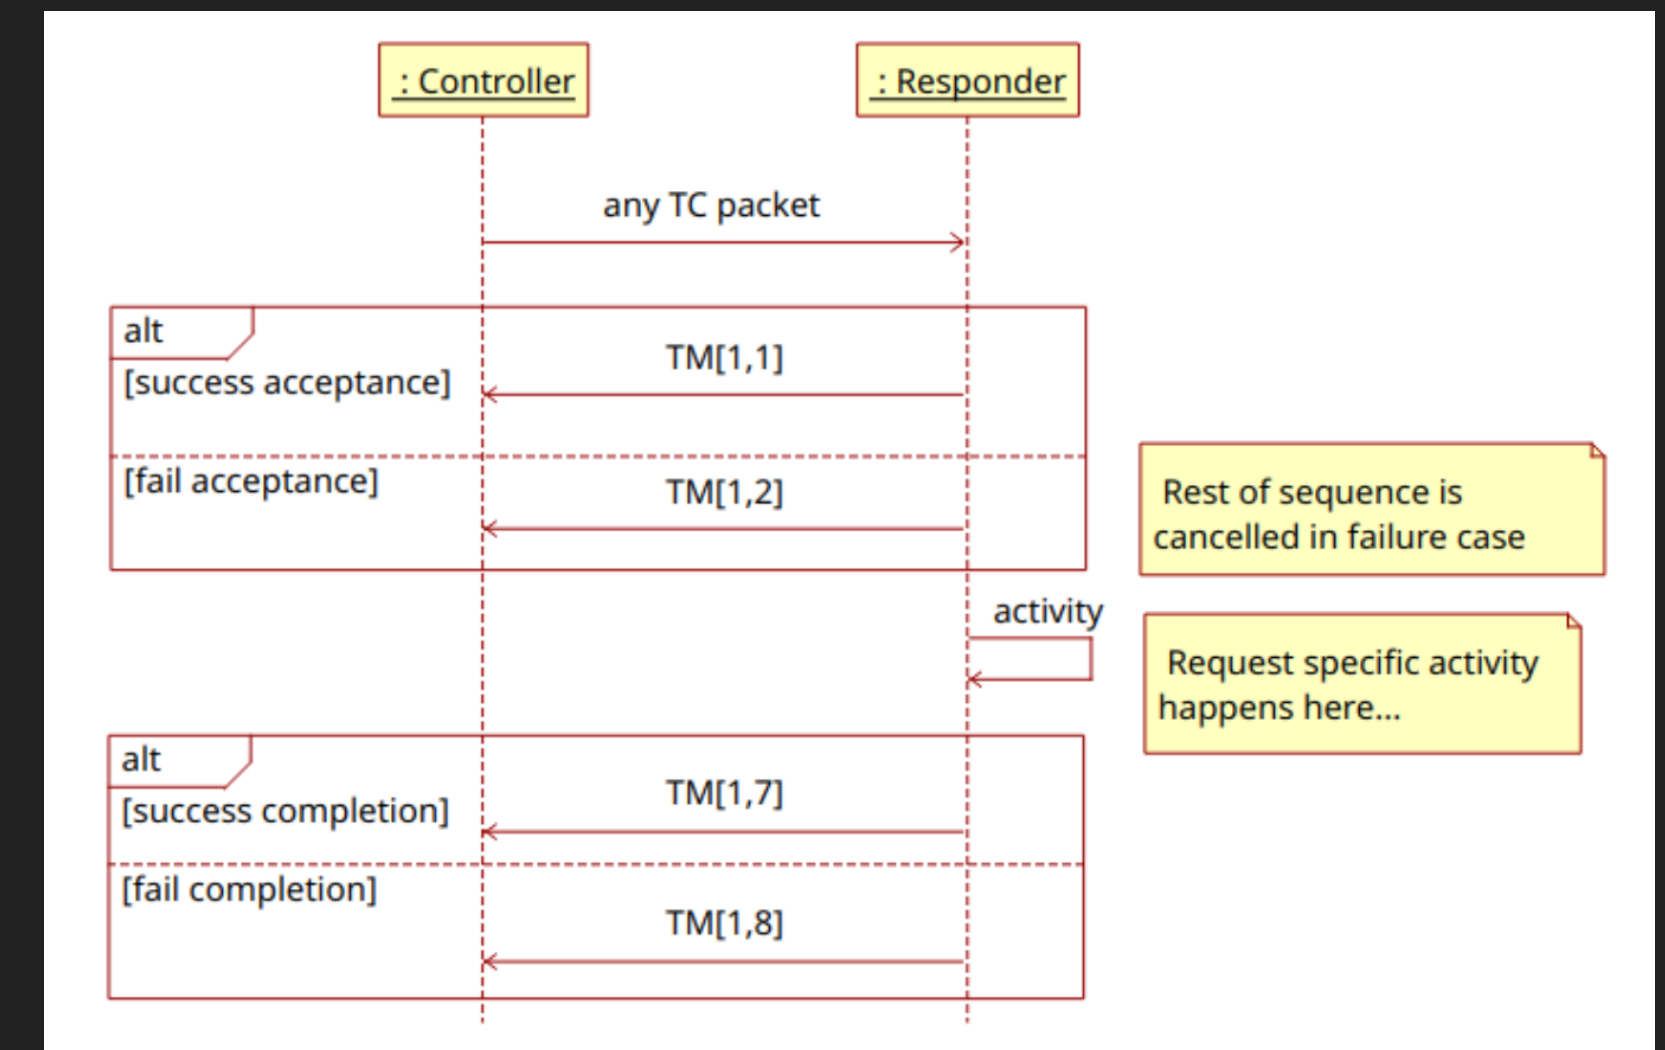 : Controller
: Responder
any TC packet
alt
TM[1,1]
[success acceptance]
[fail acceptance]
TM[1,2]
Rest of sequence is
cancelled in failure case
activity
Request specific activity
happens here...
alt
TM[1,7]
[success completion]
[fail completion]
TM[1,8]